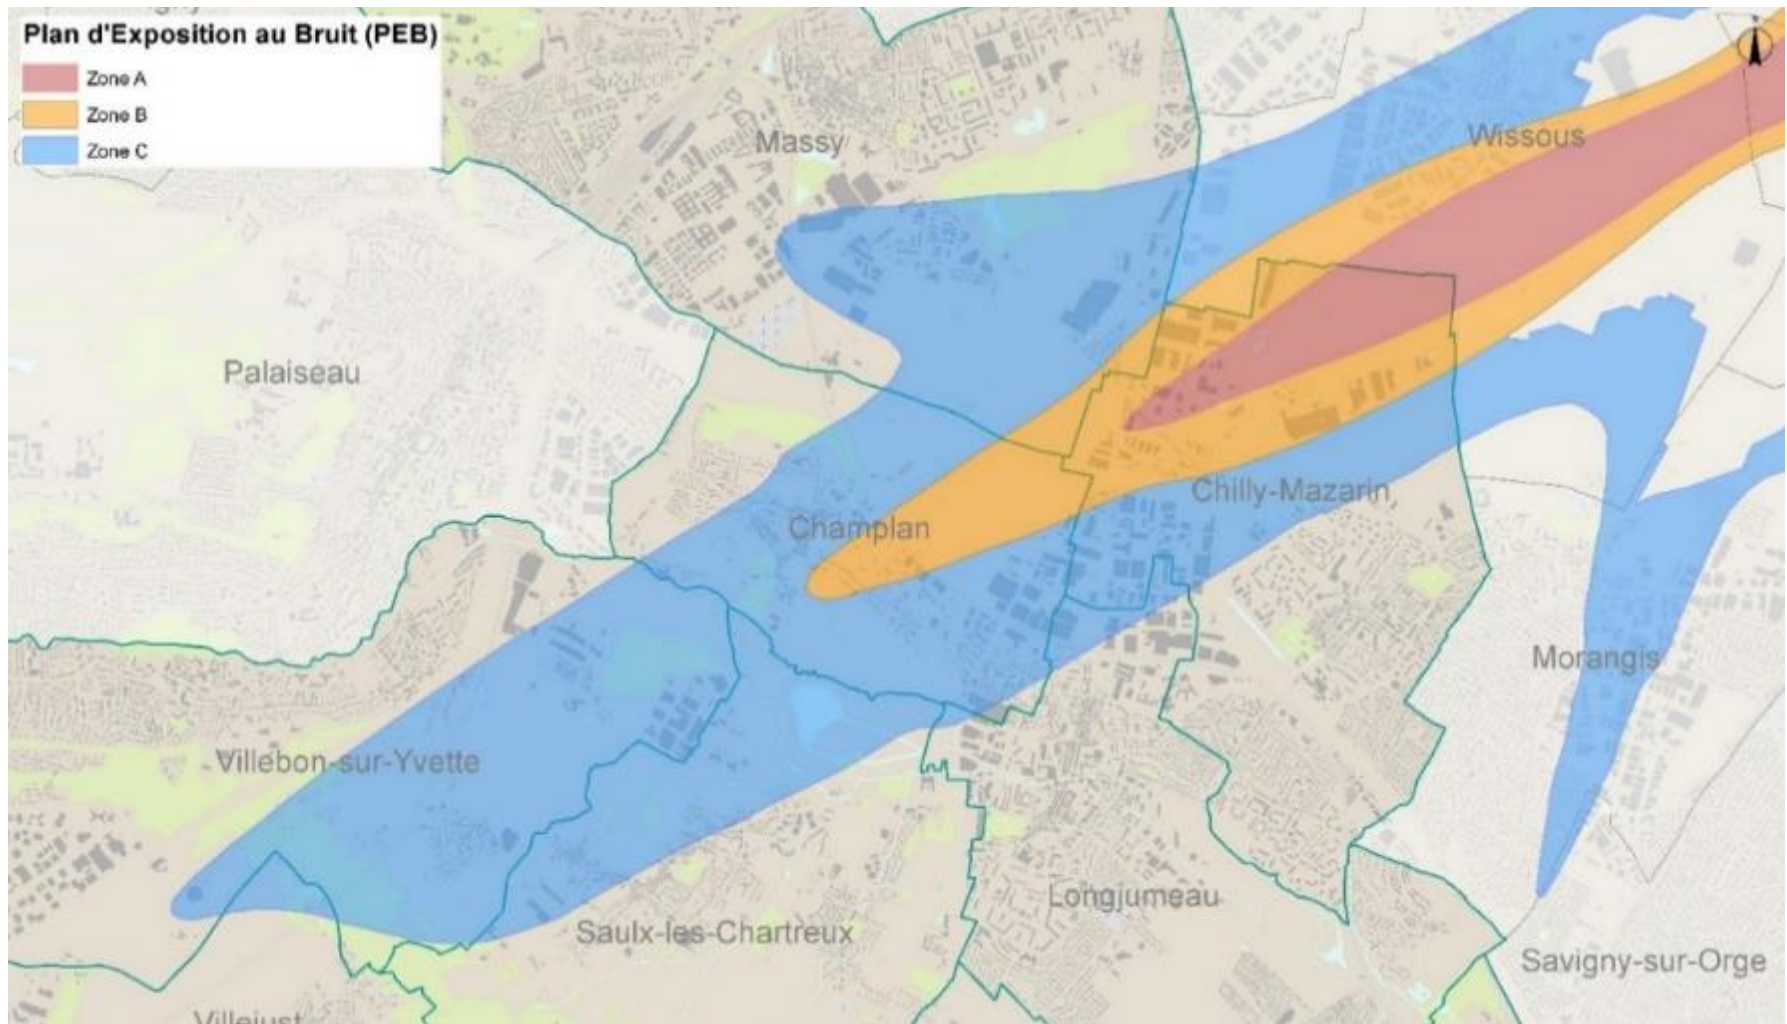 Plan d'Exposition au Bruit (PEB)
Zone A
Zone B
Zone C
Massy
Wissous
Palaiseau
Chilly-Mazarin
Champlan
Morangis
Villebon-sur-Yvette
Longjumeau
Saulx-les-Chartreux
Savigny-sur-Orge
Villejust